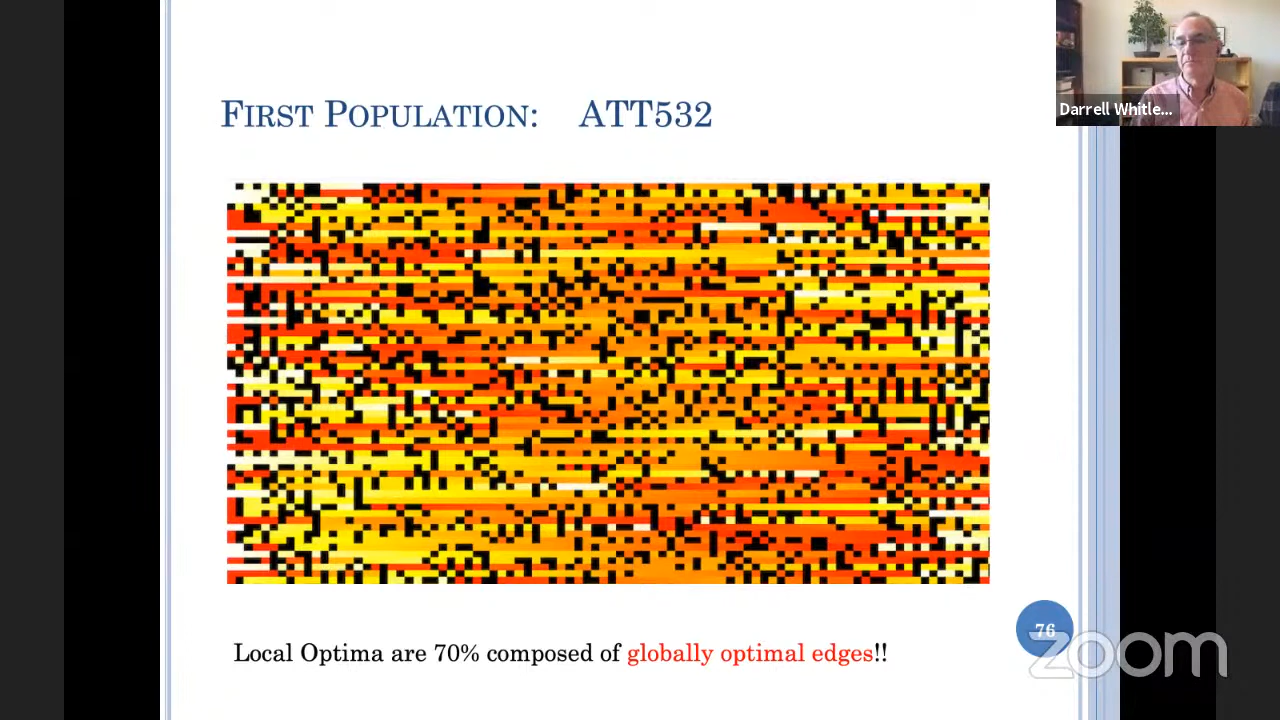 Darrell Whitle...
FIRST POPULATION: ATT532
Local Optima are 70% composed of globally optimal edges!!
76
zoom